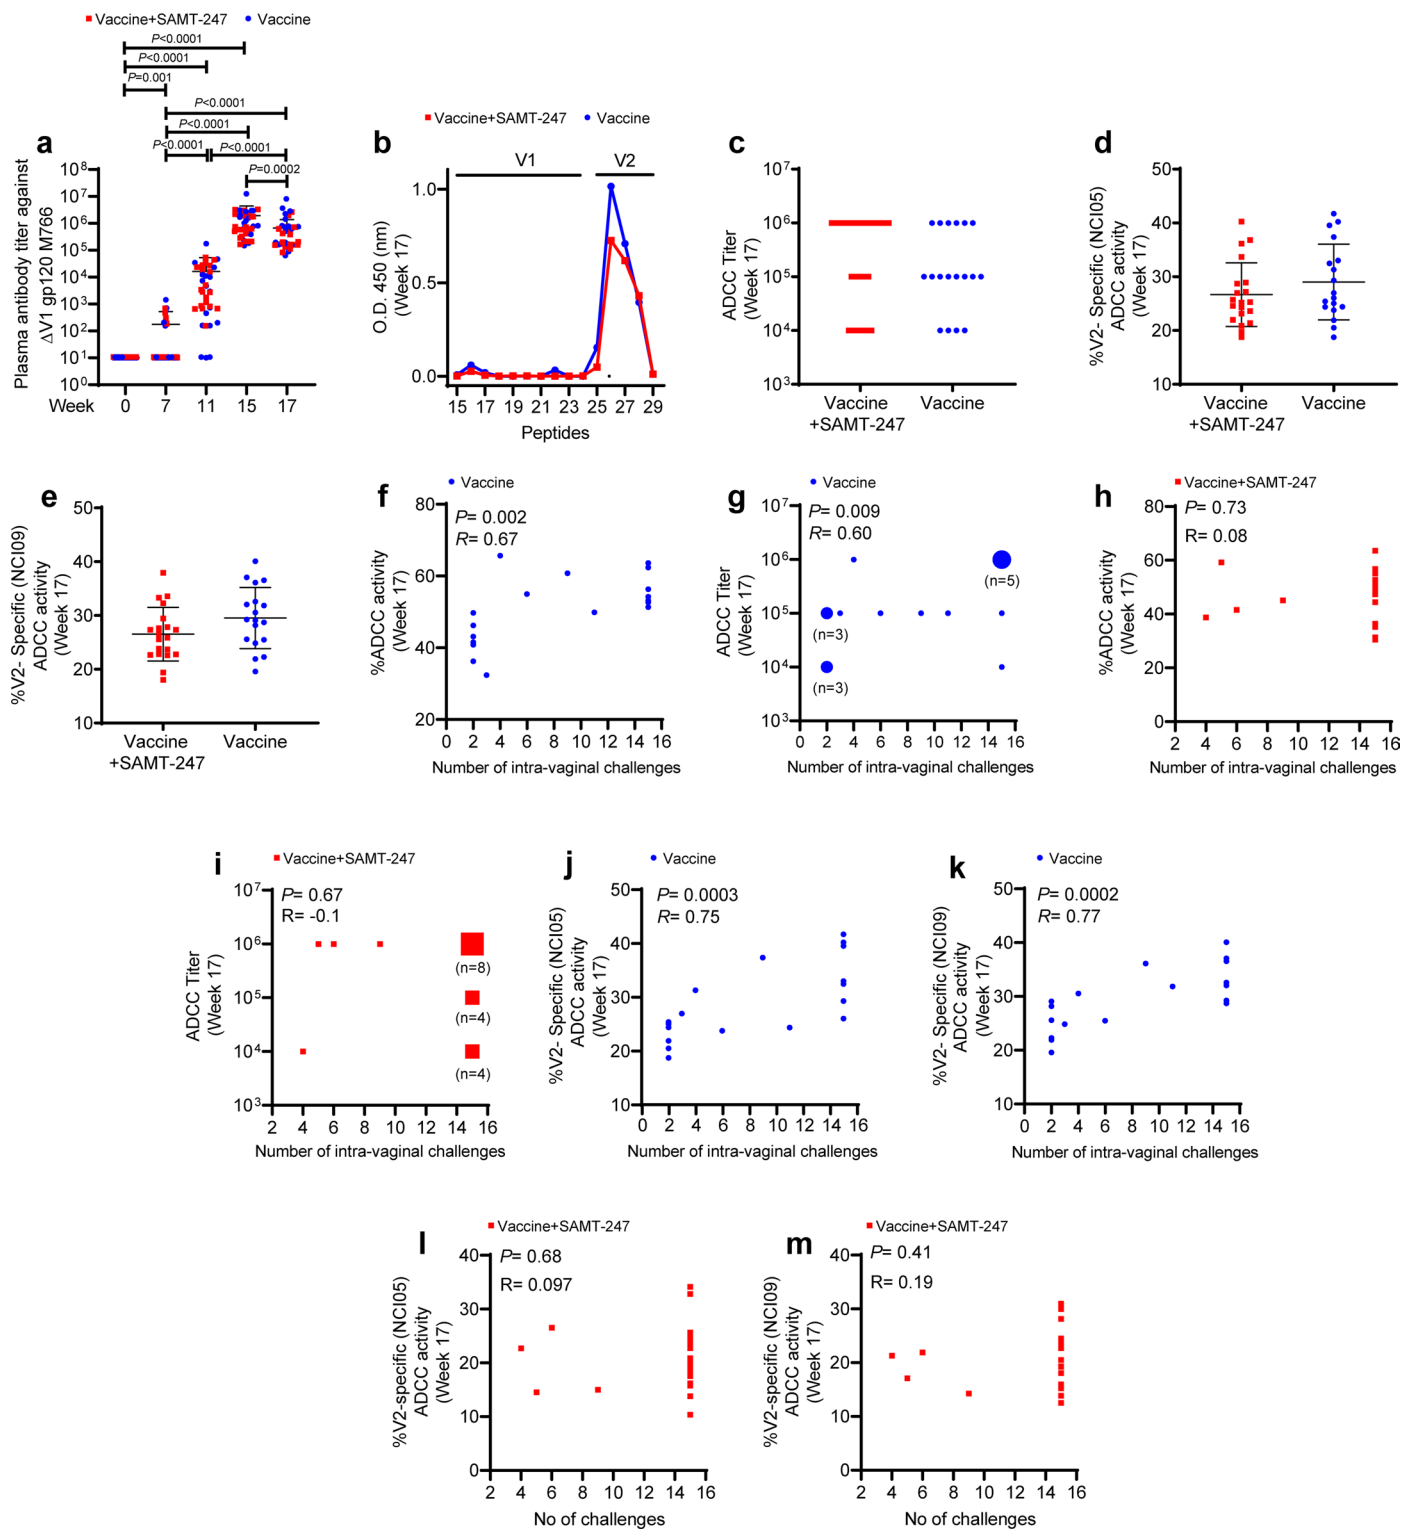 Vaccine+SAMT-247 Vaccine
P<0.0001
P<0.0001
P=0.001
P<0.0001
P<0.0001
P<0.0001 P<0.0001
P=0.0002
a
Plasma antibody titer against
ΔV1 gp120 M766
10⁸
10⁷
10⁶
10⁵
10⁴
10³
10²
10¹
10⁰
Week 0 7 11 15 17
Vaccine+SAMT-247 Vaccine
b
V1 V2
O.D. 450 (nm)
(Week 17)
1.0
0.5
0.0
15 17 19 21 23 25 27 29
Peptides
c
ADCC Titer
(Week 17)
10⁷
10⁶
10⁵
10⁴
10³
Vaccine
+SAMT-247
Vaccine
d
%V2- Specific (NCI05)
ADCC activity
(Week 17)
50
40
30
20
10
Vaccine
+SAMT-247
Vaccine
e
%V2- Specific (NCI09)
ADCC activity
(Week 17)
50
40
30
20
10
Vaccine
+SAMT-247
Vaccine
f
Vaccine
P= 0.002
R= 0.67
%ADCC activity
(Week 17)
80
60
40
20
0 2 4 6 8 10 12 14 16
Number of intra-vaginal challenges
g
Vaccine
P= 0.009
R= 0.60
ADCC Titer
(Week 17)
10⁷
10⁶
10⁵
10⁴
10³
(n=5)
(n=3)
(n=3)
0 2 4 6 8 10 12 14 16
Number of intra-vaginal challenges
h
Vaccine+SAMT-247
P= 0.73
R= 0.08
%ADCC activity
(Week 17)
80
60
40
20
0
2 4 6 8 10 12 14 16
Number of intra-vaginal challenges
i
Vaccine+SAMT-247
P= 0.67
R= -0.1
ADCC Titer
(Week 17)
10⁷
10⁶
10⁵
10⁴
10³
(n=8)
(n=4)
(n=4)
2 4 6 8 10 12 14 16
Number of intra-vaginal challenges
j
Vaccine
P= 0.0003
R= 0.75
%V2- Specific (NCI05)
ADCC activity
(Week 17)
50
40
30
20
10
0 2 4 6 8 10 12 14 16
Number of intra-vaginal challenges
k
Vaccine
P= 0.0002
R= 0.77
%V2- Specific (NCI09)
ADCC activity
(Week 17)
50
40
30
20
10
0 2 4 6 8 10 12 14 16
Number of intra-vaginal challenges
l
Vaccine+SAMT-247
P= 0.68
R= 0.097
%V2-specific (NCI05)
ADCC activity
(Week 17)
40
30
20
10
0
2 4 6 8 10 12 14 16
No of challenges
m
Vaccine+SAMT-247
P= 0.41
R= 0.19
%V2-specific (NCI09)
ADCC activity
(Week 17)
40
30
20
10
0
2 4 6 8 10 12 14 16
No of challenges